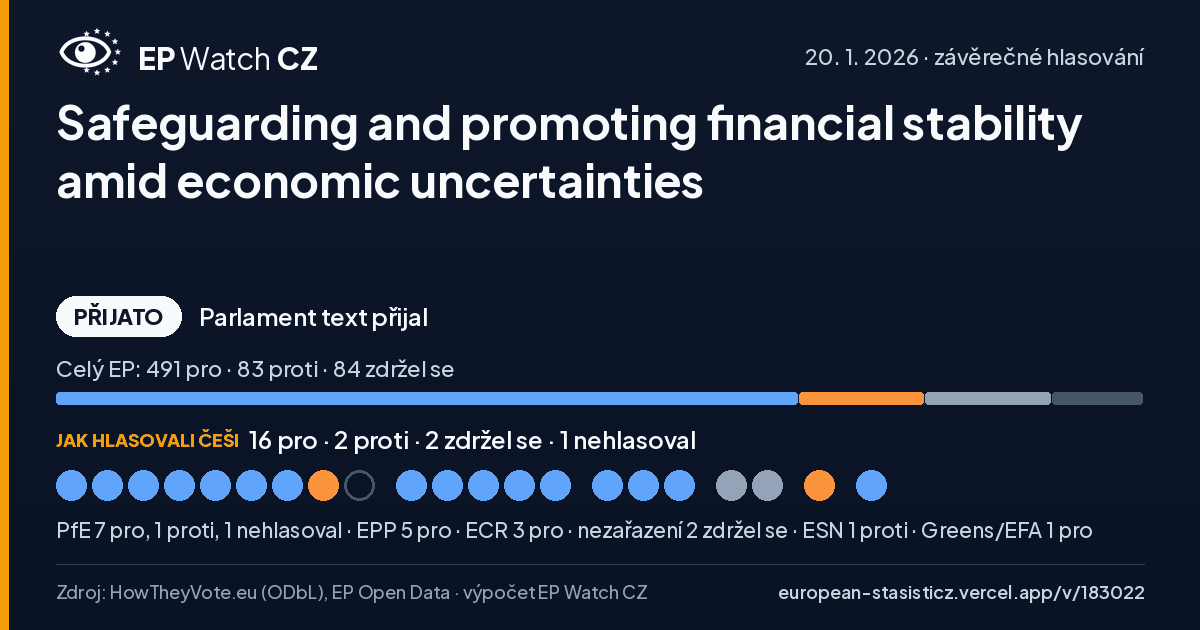 EP Watch CZ
20. 1. 2026 · závěrečné hlasování
Safeguarding and promoting financial stability
amid economic uncertainties
PŘIJATO Parlament text přijal
Celý EP: 491 pro · 83 proti · 84 zdržel se
JAK HLASOVALI ČEŠI 16 pro · 2 proti · 2 zdržel se · 1 nehlasoval
PfE 7 pro, 1 proti, 1 nehlasoval · EPP 5 pro · ECR 3 pro · nezařazení 2 zdržel se · ESN 1 proti · Greens/EFA 1 pro
Zdroj: HowTheyVote.eu (ODbL), EP Open Data · výpočet EP Watch CZ
european-stasisticz.vercel.app/v/183022